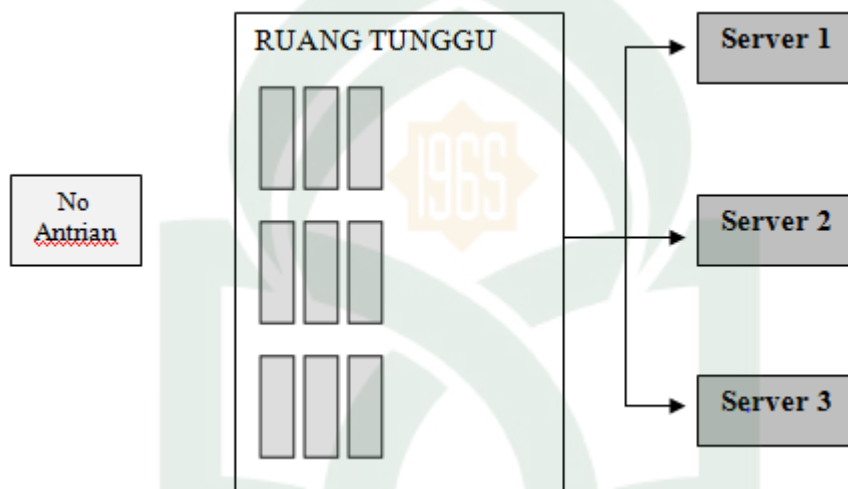 RUANG TUNGGU
Server 1
1965
No
Antrian
Server 2
Server 3